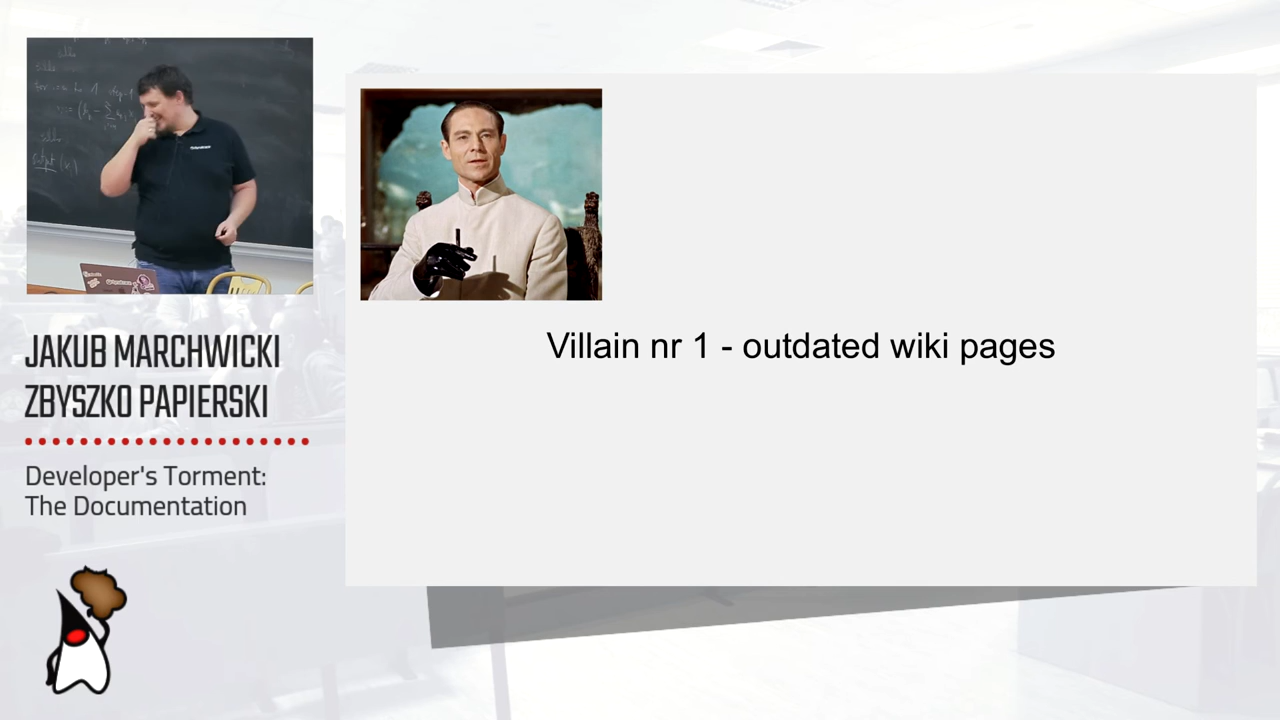 JAKUB MARCHWICKI
ZBYSZKO PAPIERSKI
Developer's Torment:
The Documentation
Villain nr 1 - outdated wiki pages